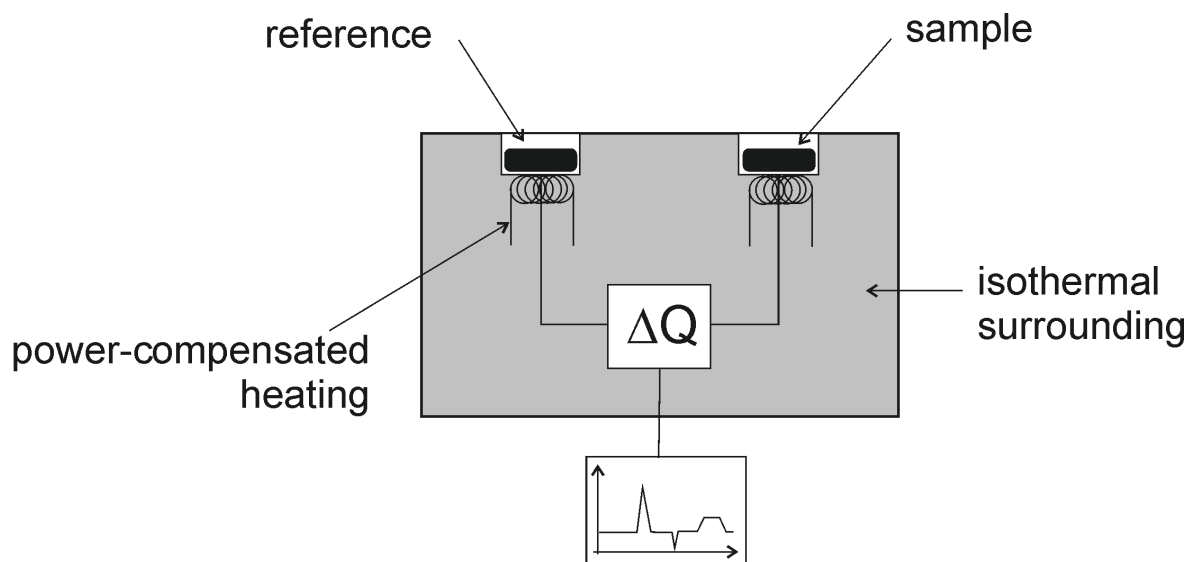 reference
sample
isothermal
surrounding
ΔQ
power-compensated
heating